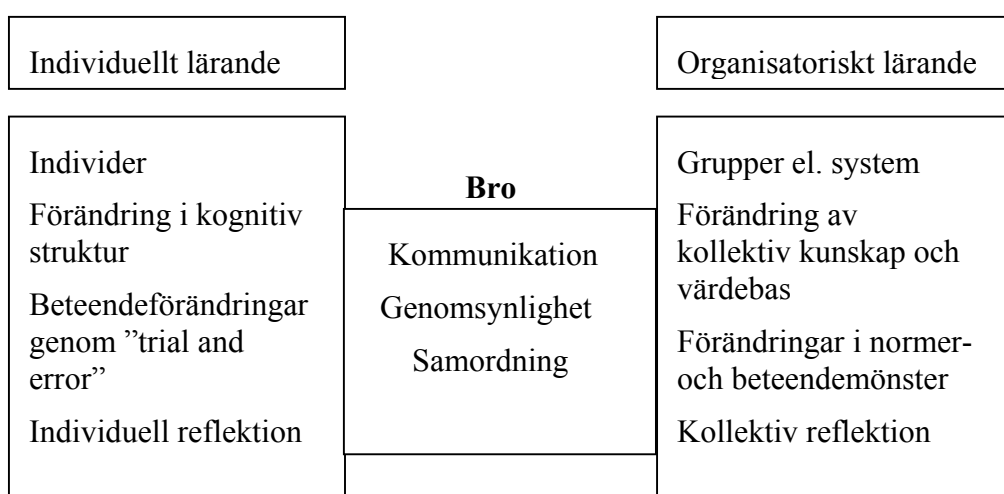 Individuellt lärande
Individer
Förändring i kognitiv
struktur
Beteendeförändringar
genom ”trial and
error”
Individuell reflektion
Bro
Kommunikation
Genomsynlighet
Samordning
Organisatoriskt lärande
Grupper el. system
Förändring av
kollektiv kunskap och
värdebas
Förändringar i normer-
och beteendemönster
Kollektiv reflektion